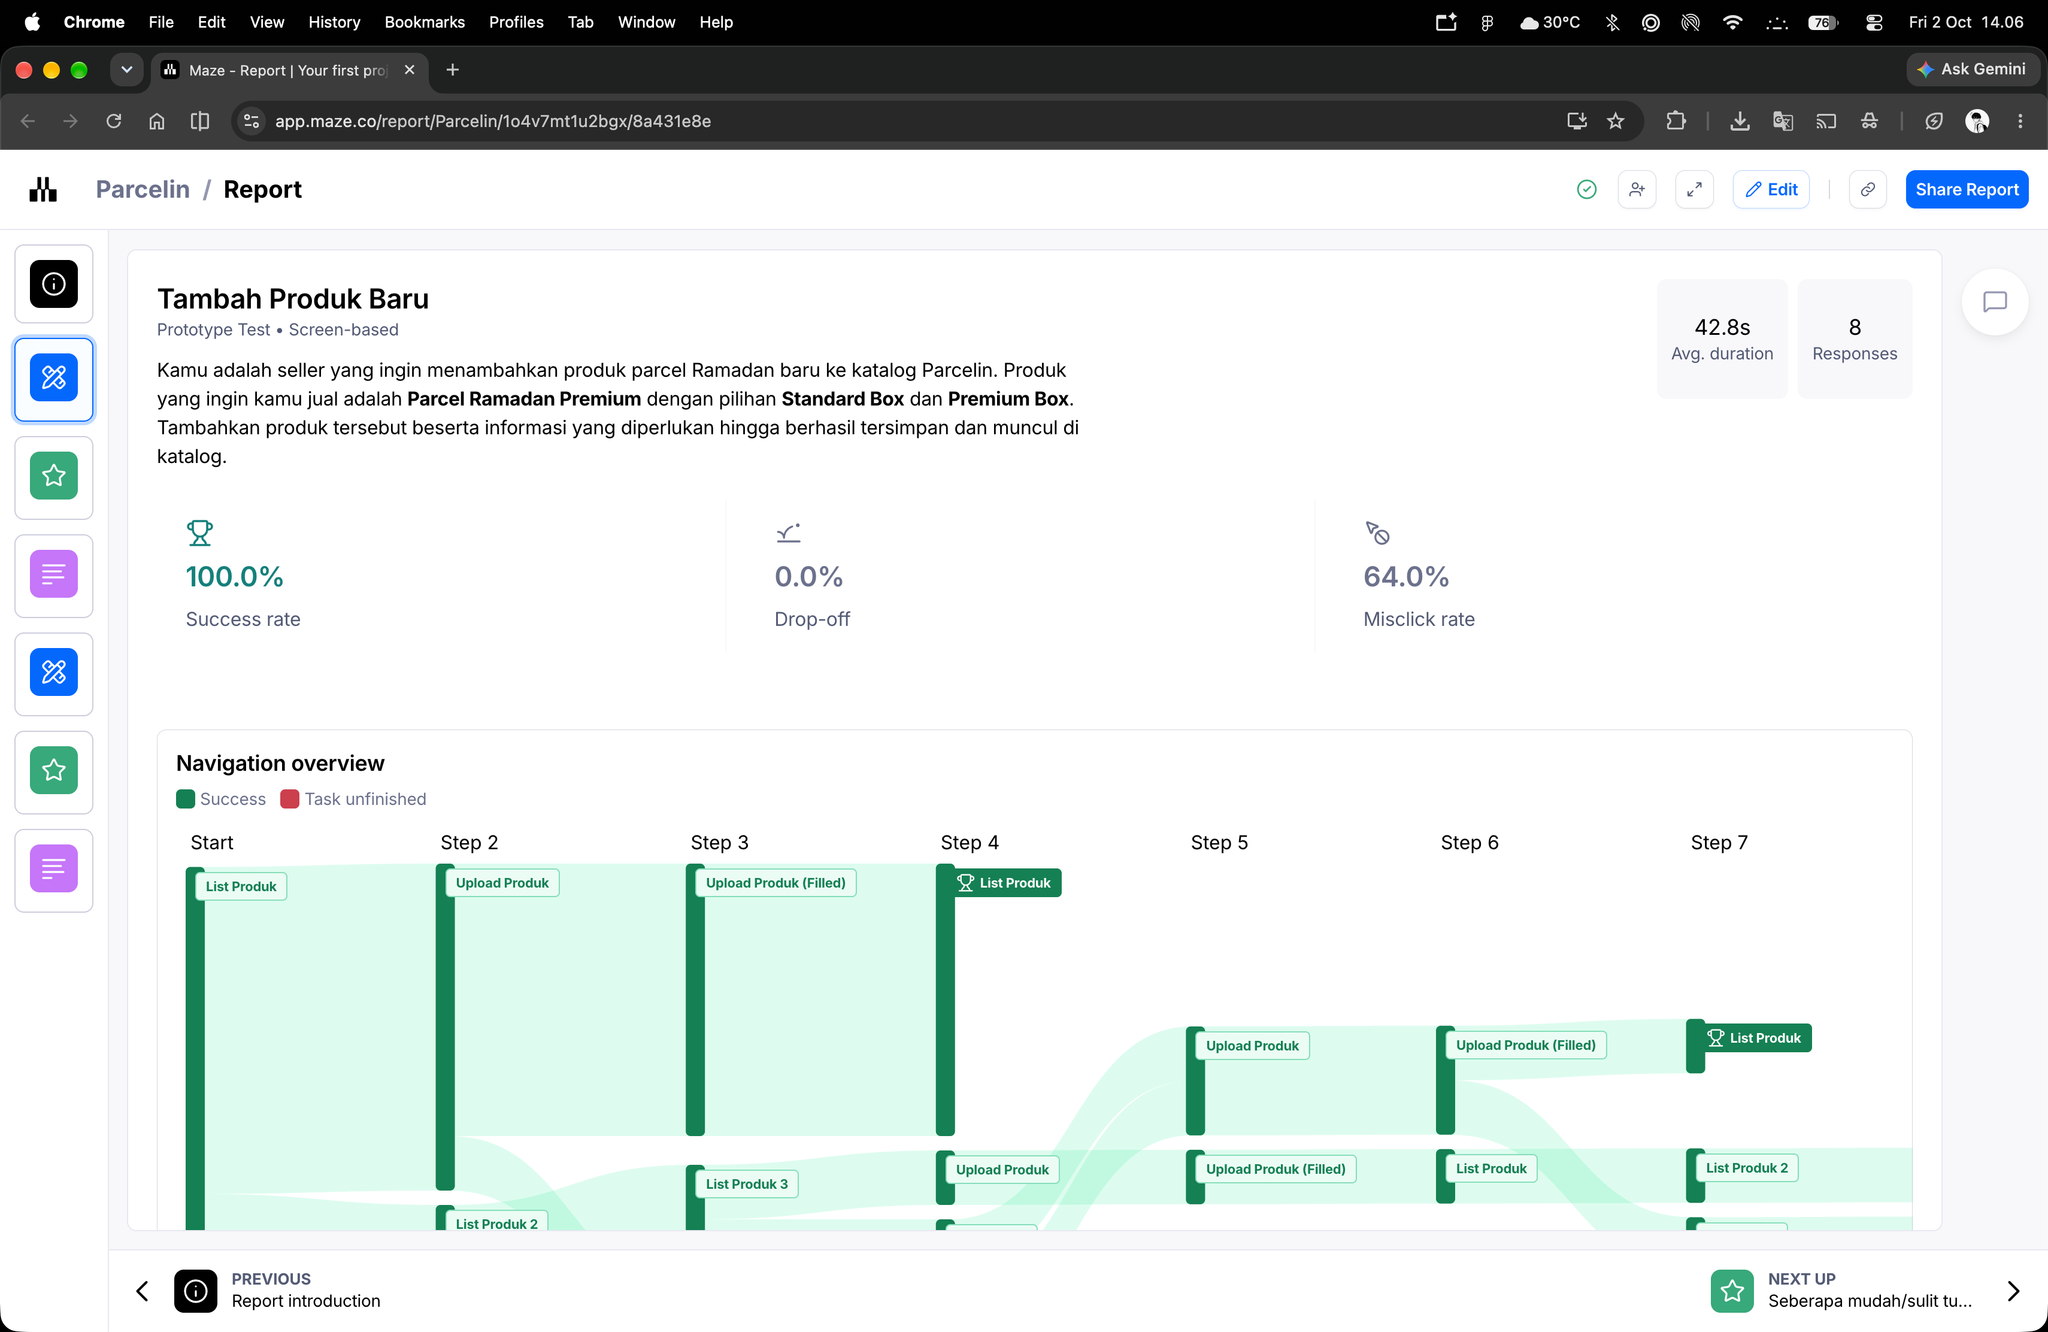 Chrome File Edit View History Bookmarks Profiles Tab Window Help 30°C 76 Fri 2 Oct 14.06
Maze - Report | Your first proj
Ask Gemini
app.maze.co/report/Parcelin/1o4v7mt1u2bgx/8a431e8e
Parcelin / Report
Edit
Share Report
Tambah Produk Baru
Prototype Test • Screen-based
42.8s
Avg. duration
8
Responses
Kamu adalah seller yang ingin menambahkan produk parcel Ramadan baru ke katalog Parcelin. Produk
yang ingin kamu jual adalah Parcel Ramadan Premium dengan pilihan Standard Box dan Premium Box.
Tambahkan produk tersebut beserta informasi yang diperlukan hingga berhasil tersimpan dan muncul di
katalog.
100.0%
Success rate
0.0%
Drop-off
64.0%
Misclick rate
Navigation overview
Success Task unfinished
Start Step 2 Step 3 Step 4 Step 5 Step 6 Step 7
List Produk
Upload Produk
Upload Produk (Filled)
List Produk
Upload Produk
Upload Produk (Filled)
List Produk
List Produk 3
Upload Produk
Upload Produk (Filled)
List Produk
List Produk 2
List Produk 2
PREVIOUS
Report introduction
NEXT UP
Seberapa mudah/sulit tu...